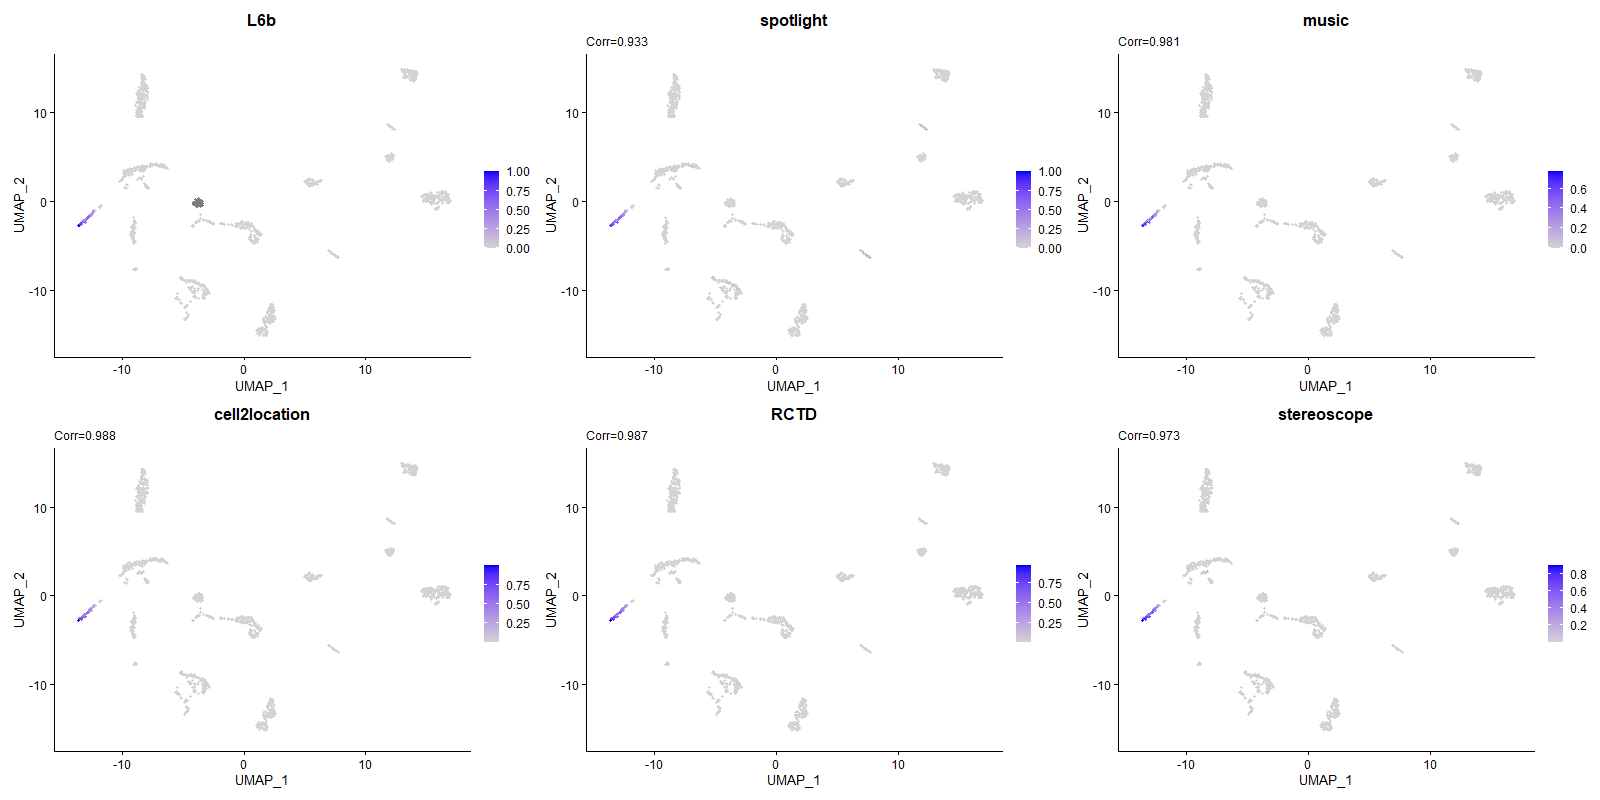 L6b
10
0
-10
-10
0
10
UMAP_1
UMAP_2
1.00
0.75
0.50
0.25
0.00
spotlight
Corr=0.933
10
0
-10
-10
0
10
UMAP_1
UMAP_2
1.00
0.75
0.50
0.25
0.00
music
Corr=0.981
10
0
-10
-10
0
10
UMAP_1
UMAP_2
0.6
0.4
0.2
0.0
cell2location
Corr=0.988
10
0
-10
-10
0
10
UMAP_1
UMAP_2
0.75
0.50
0.25
RCTD
Corr=0.987
10
0
-10
-10
0
10
UMAP_1
UMAP_2
0.75
0.50
0.25
stereoscope
Corr=0.973
10
0
-10
-10
0
10
UMAP_1
UMAP_2
0.8
0.6
0.4
0.2